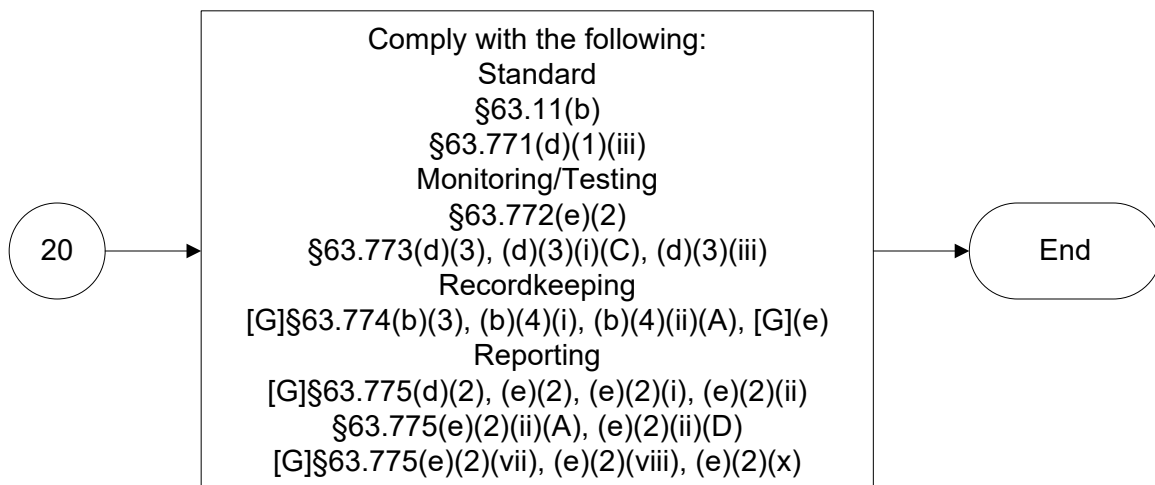 20
Comply with the following:
Standard
§63.11(b)
§63.771(d)(1)(iii)
Monitoring/Testing
§63.772(e)(2)
§63.773(d)(3), (d)(3)(i)(C), (d)(3)(iii)
Recordkeeping
[G]§63.774(b)(3), (b)(4)(i), (b)(4)(ii)(A), [G](e)
Reporting
[G]§63.775(d)(2), (e)(2), (e)(2)(i), (e)(2)(ii)
§63.775(e)(2)(ii)(A), (e)(2)(ii)(D)
[G]§63.775(e)(2)(vii), (e)(2)(viii), (e)(2)(x)
End